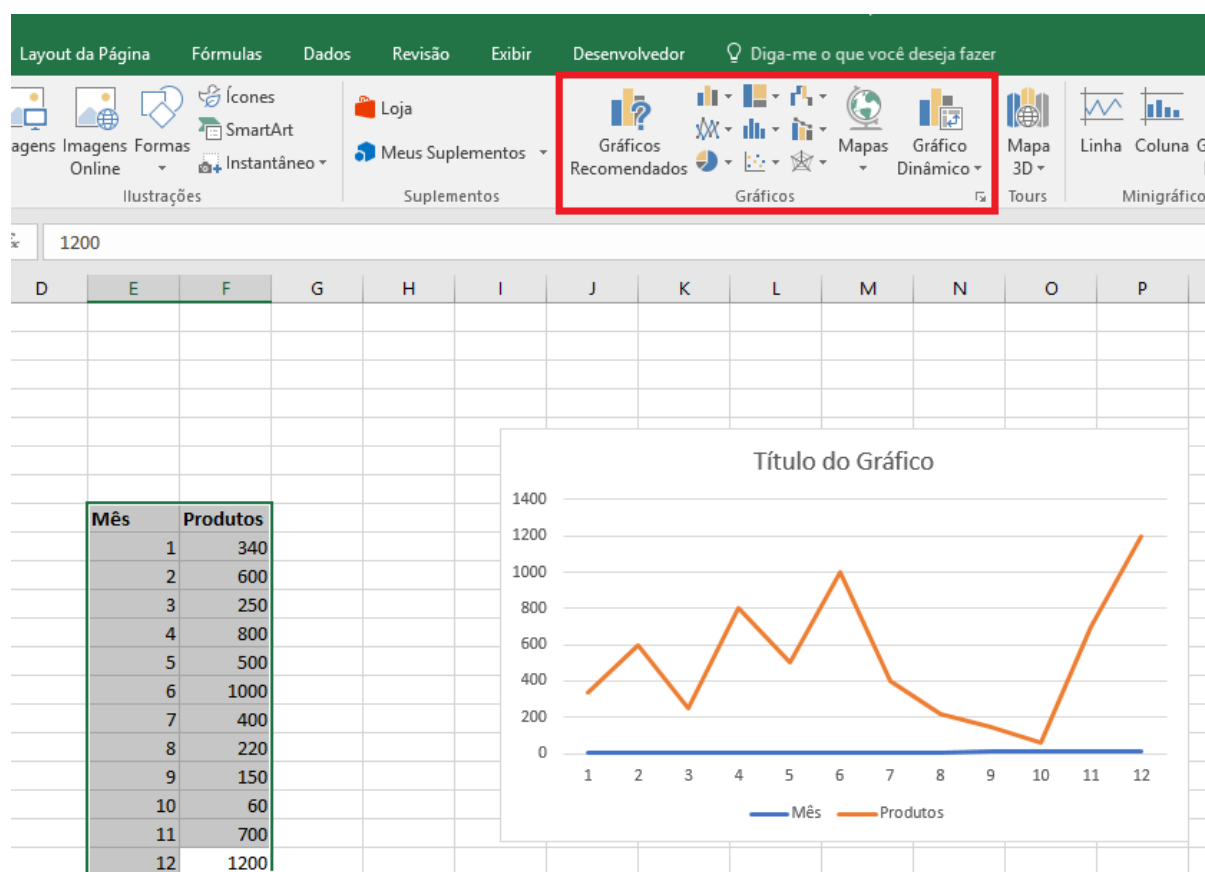 Layout da Página Fórmulas Dados Revisão Exibir Desenvolvedor Diga-me o que você deseja fazer
agens Imagens Online Formas Ícones SmartArt Instantâneo
Ilustrações
Loja
Meus Suplementos
Suplementos
Gráficos Recomendados Mapas Gráfico Dinâmico
Gráficos
Mapa 3D
Tours
Linha Coluna G
Minigráfico
fx 1200
D E F G H I J K L M N O P
Mês Produtos
1 340
2 600
3 250
4 800
5 500
6 1000
7 400
8 220
9 150
10 60
11 700
12 1200
Título do Gráfico
1400
1200
1000
800
600
400
200
0
1 2 3 4 5 6 7 8 9 10 11 12
Mês Produtos